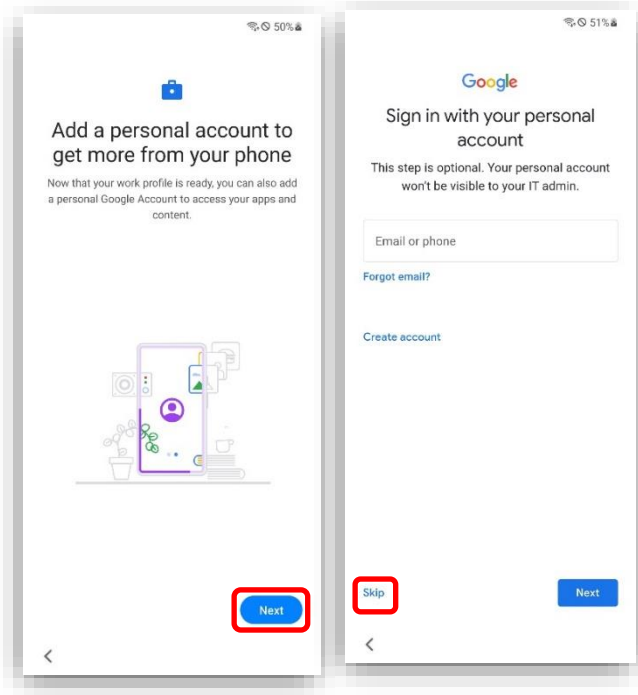 50%
Add a personal account to
get more from your phone
Now that your work profile is ready, you can also add
a personal Google Account to access your apps and
content.
Next
51%
Google
Sign in with your personal
account
This step is optional. Your personal account
won't be visible to your IT admin.
Email or phone
Forgot email?
Create account
Skip
Next